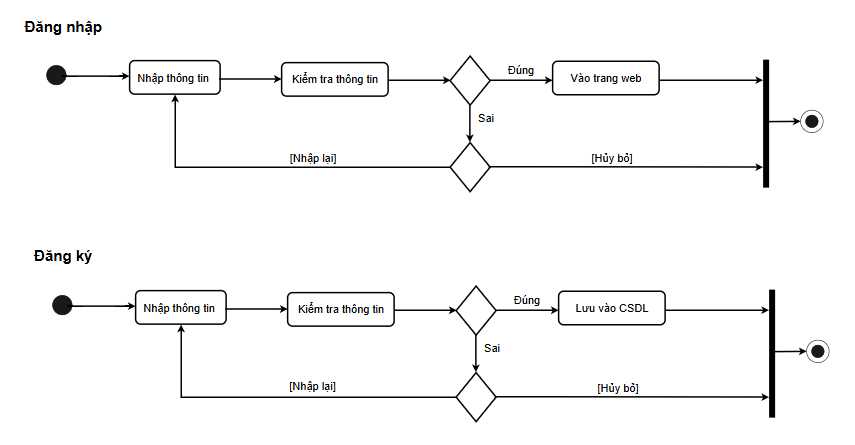 Đăng nhập
Nhập thông tin
Kiểm tra thông tin
Đúng
Vào trang web
Sai
[Nhập lại]
[Hủy bỏ]
Đăng ký
Nhập thông tin
Kiểm tra thông tin
Đúng
Lưu vào CSDL
Sai
[Nhập lại]
[Hủy bỏ]